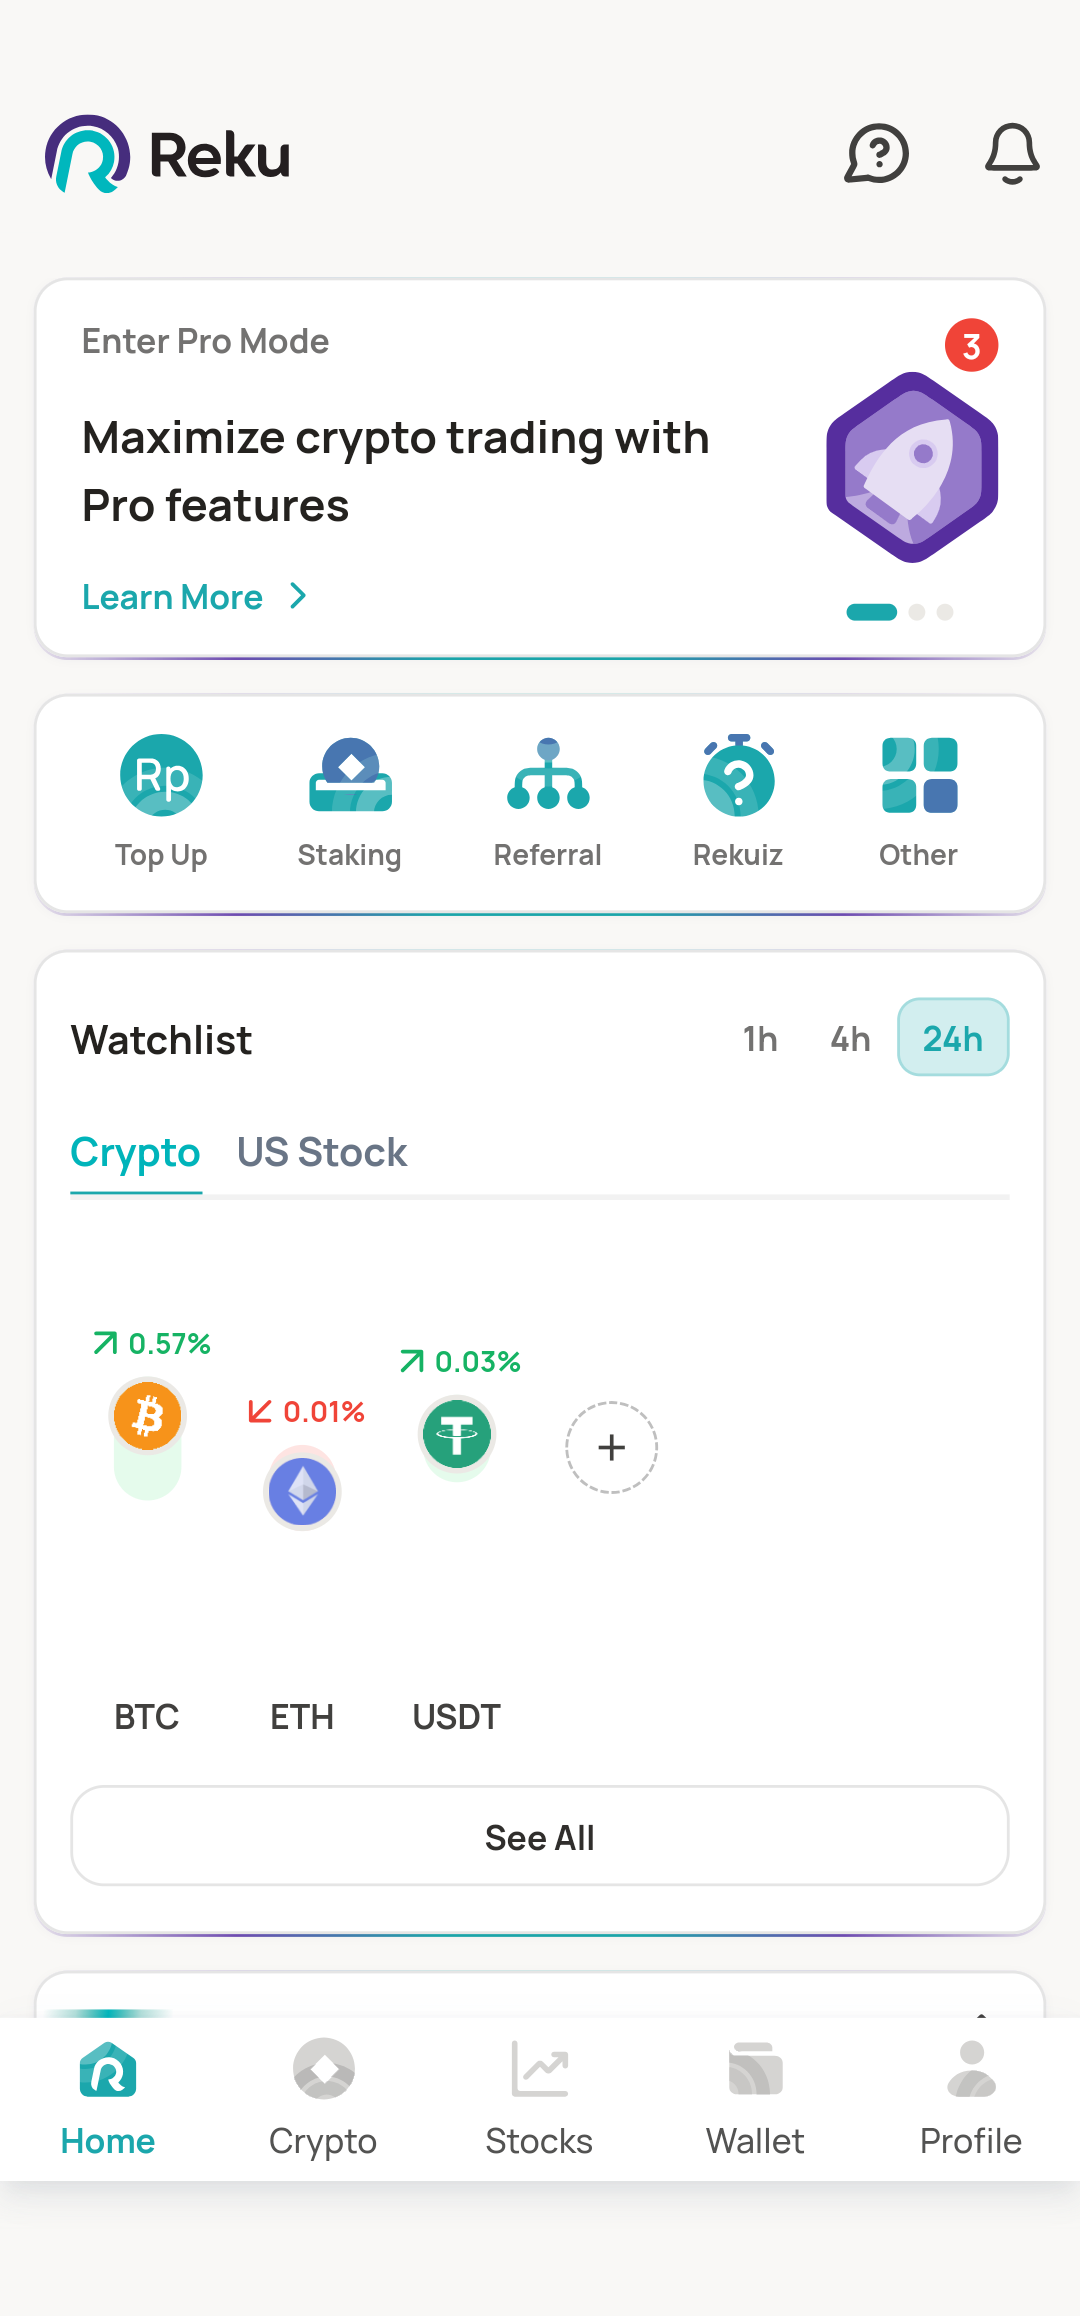 Reku
Enter Pro Mode
3
Maximize crypto trading with
Pro features
Learn More
Rp
Top Up
Staking
Referral
Rekuiz
Other
Watchlist
1h
4h
24h
Crypto
US Stock
0.57%
0.01%
0.03%
BTC
ETH
USDT
See All
Home
Crypto
Stocks
Wallet
Profile